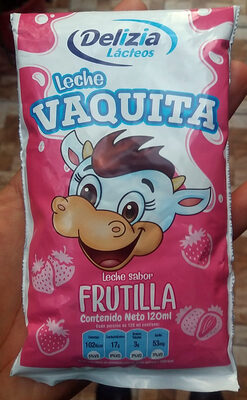 Delizia
Lácteos
Leche
VAQUITA
Leche sabor
FRUTILLA
Contenido Neto 120ml